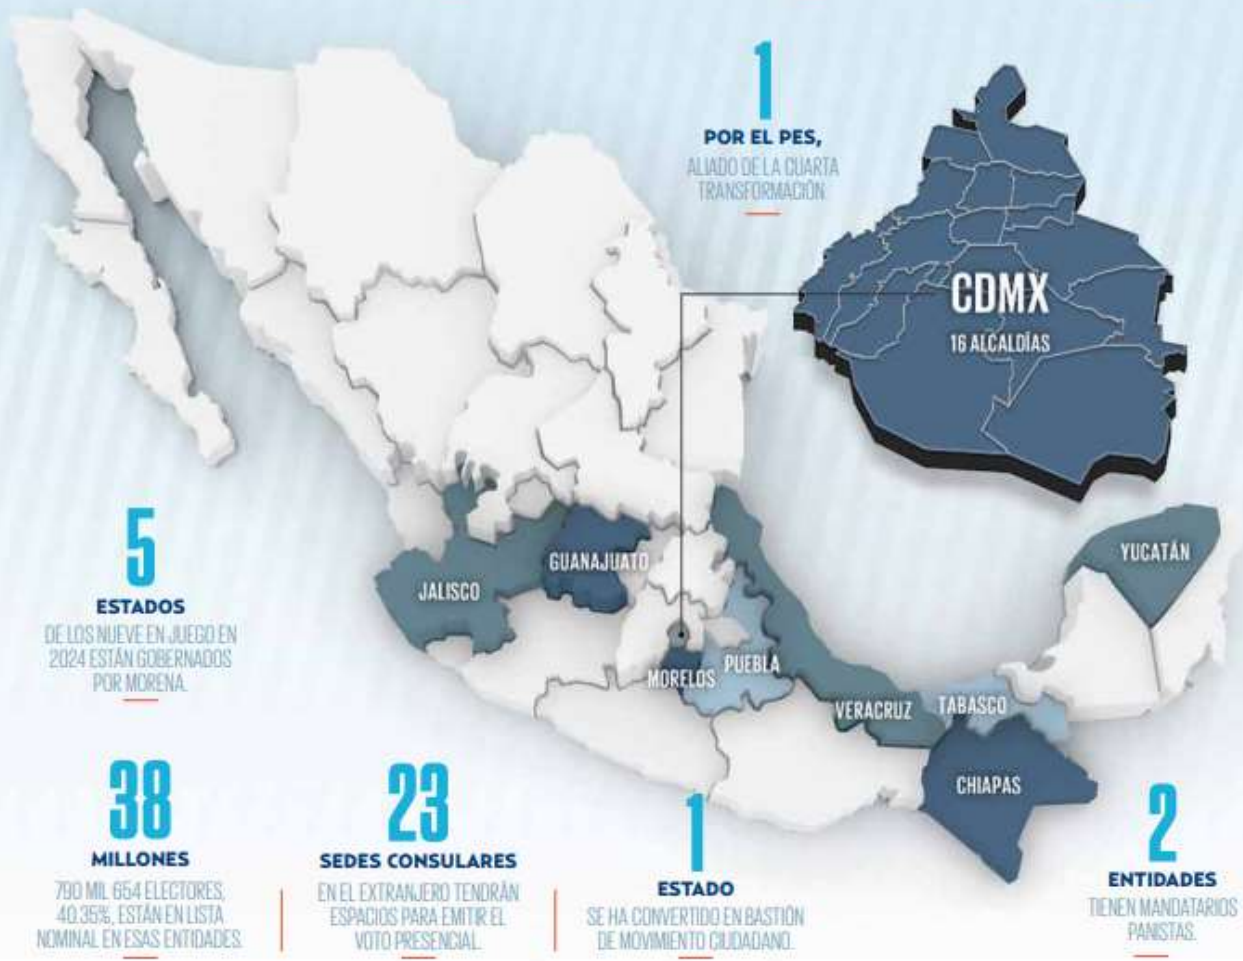 1
POR EL PES,
ALIADO DE LA CUARTA
TRANSFORMACIÓN.
CDMX
16 ALCALDÍAS
YUCATÁN
GUANAJUATO
JALISCO
MORELOS
PUEBLA
VERACRUZ
TABASCO
CHIAPAS
5
ESTADOS
DE LOS NUEVE EN JUEGO EN
2024 ESTÁN GOBERNADOS
POR MORENA.
38
MILLONES
790 MIL 654 ELECTORES,
40.35%, ESTÁN EN LISTA
NOMINAL EN ESAS ENTIDADES.
23
SEDES CONSULARES
EN EL EXTRANJERO TENDRÁN
ESPACIOS PARA EMITIR EL
VOTO PRESENCIAL.
1
ESTADO
SE HA CONVERTIDO EN BASTIÓN
DE MOVIMIENTO CIUDADANO.
2
ENTIDADES
TIENEN MANDATARIOS
PANISTAS.